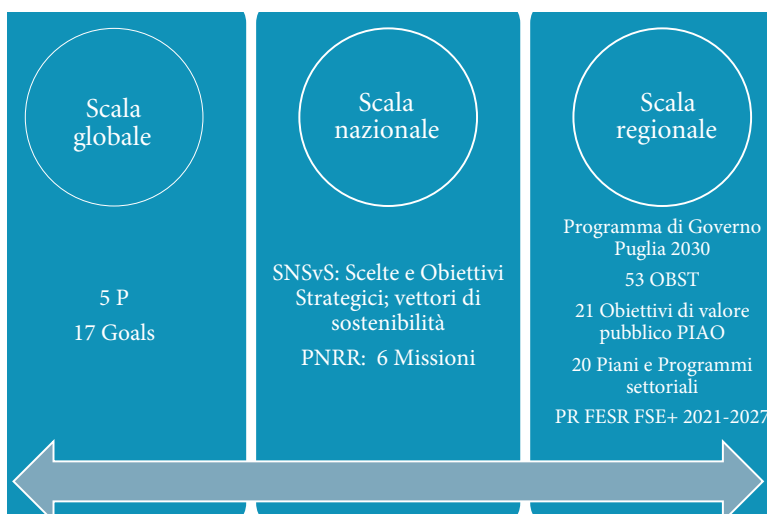 Scala
globale
5 P
17 Goals
Scala
nazionale
SNSvS: Scelte e Obiettivi
Strategici; vettori di
sostenibilità
PNRR:  6 Missioni
Scala
regionale
Programma di Governo
Puglia 2030
53 OBST
21 Obiettivi di valore
pubblico PIAO
20 Piani e Programmi
settoriali
PR FESR FSE+ 2021-2027